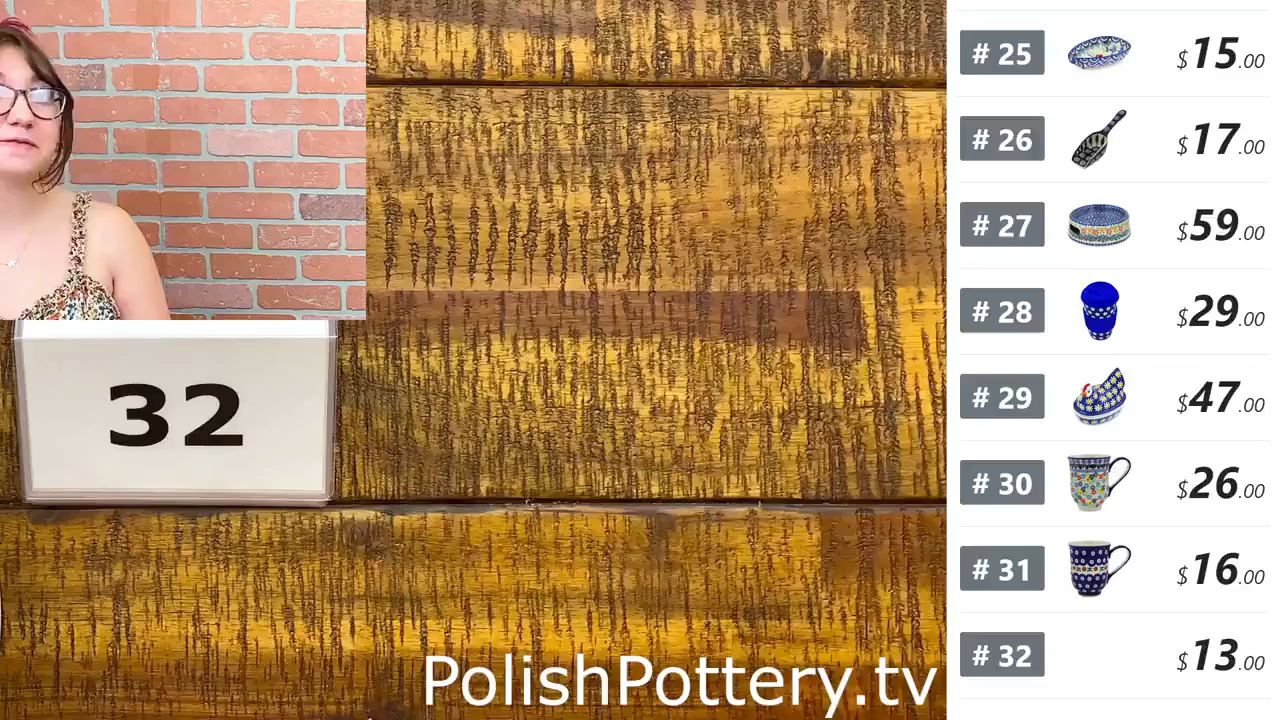 32
PolishPottery.tv
# 25 $15.00
# 26 $17.00
# 27 $59.00
# 28 $29.00
# 29 $47.00
# 30 $26.00
# 31 $16.00
# 32 $13.00